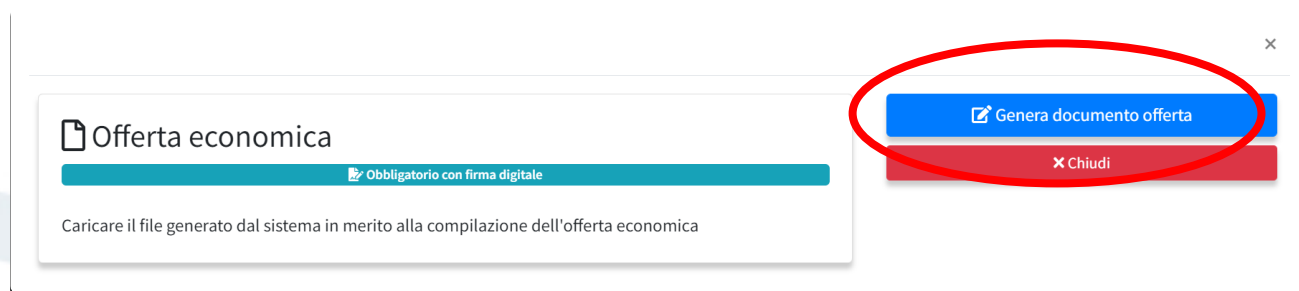 ×
Offerta economica
Obbligatorio con firma digitale
Caricare il file generato dal sistema in merito alla compilazione dell'offerta economica
Genera documento offerta
× Chiudi